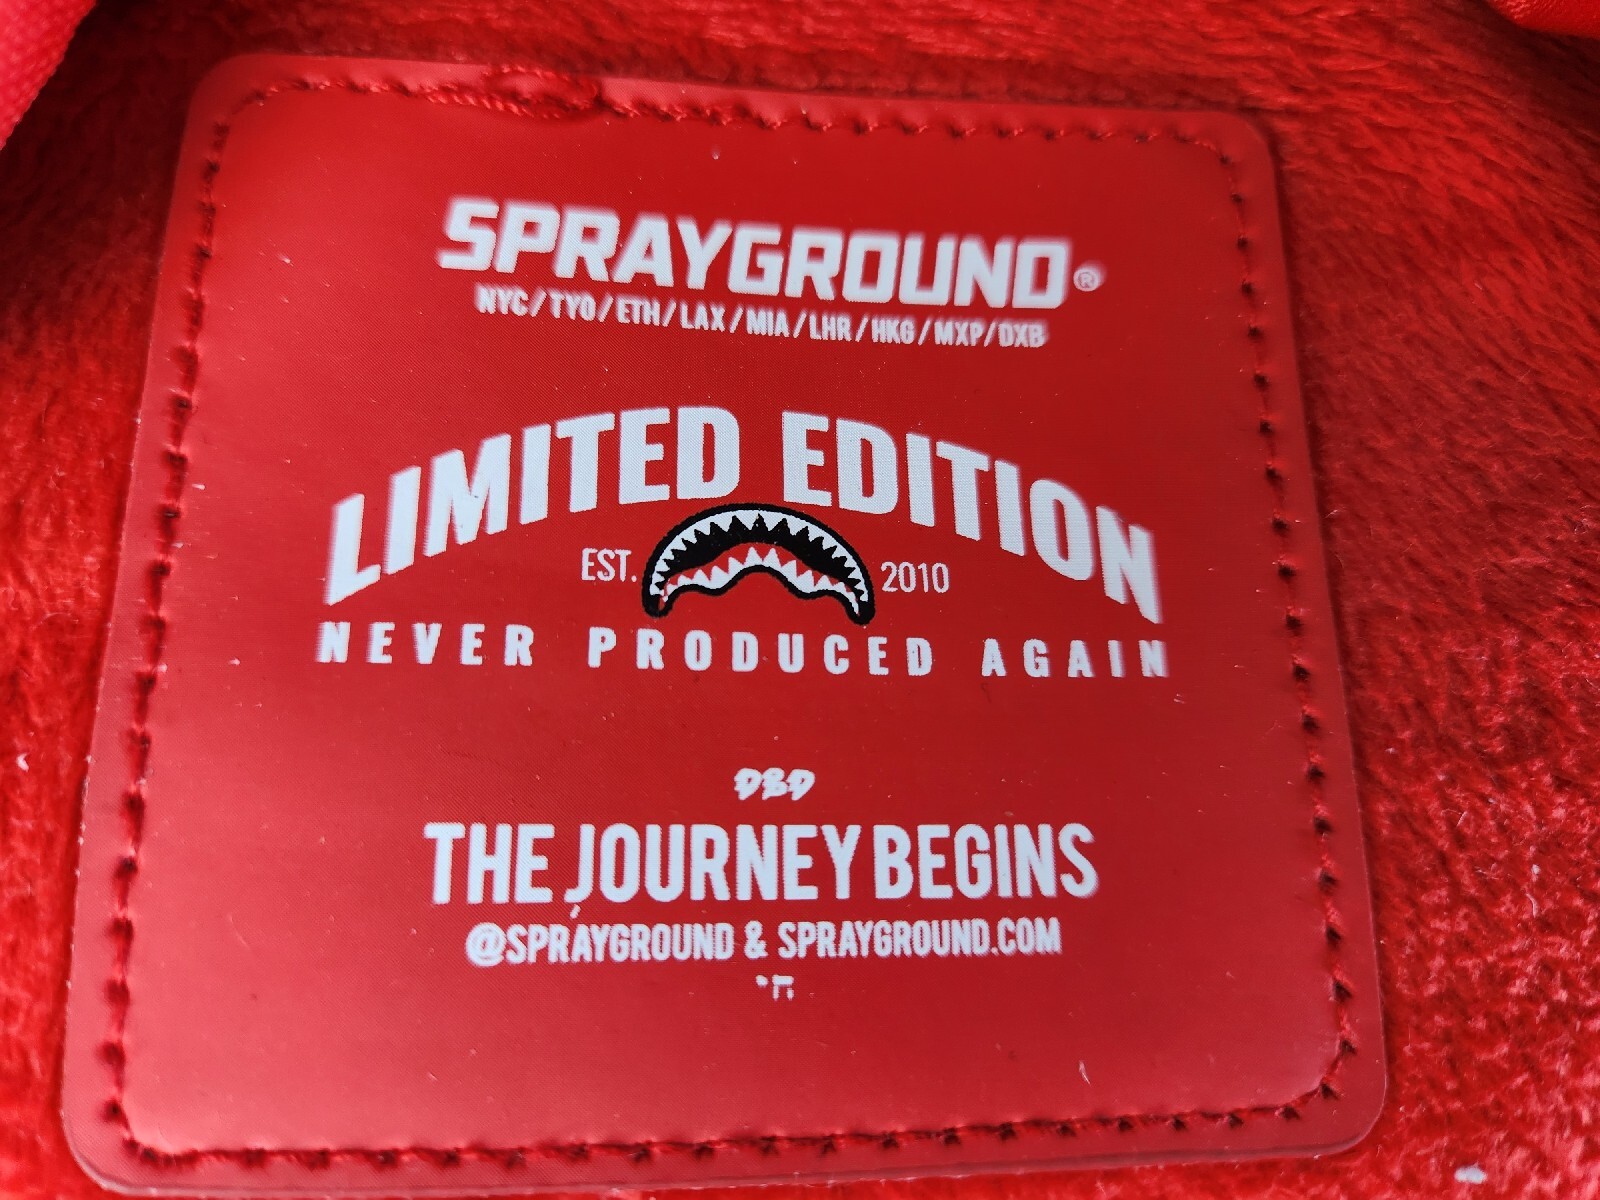 SPRAYGROUND®
NYC/TYO/ETH/LAX/MIA/LHR/HKG/MXP/DXB
LIMITED EDITION
EST. 2010
NEVER PRODUCED AGAIN
THE JOURNEY BEGINS
@SPRAYGROUND & SPRAYGROUND.COM